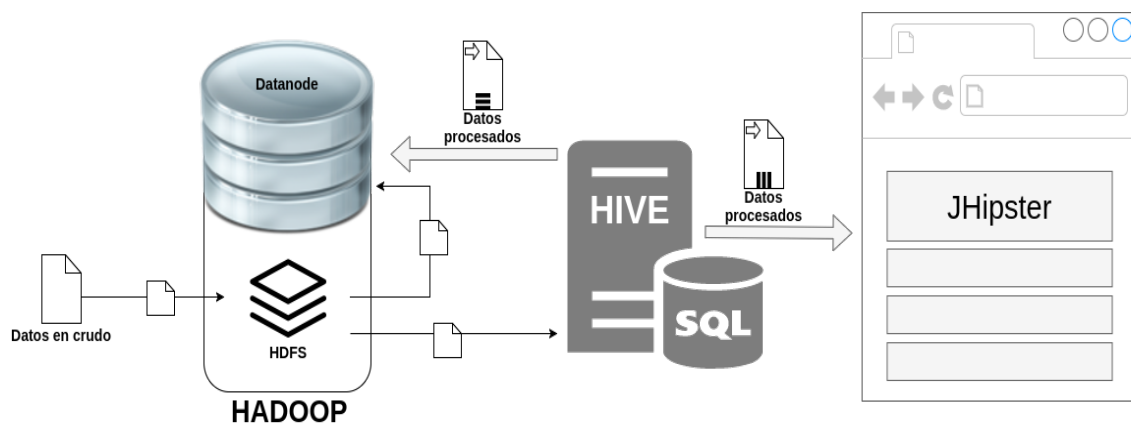 Datanode
Datos
procesados
Datos
procesados
HIVE
JHipster
SQL
Datos en crudo
HDFS
HADOOP